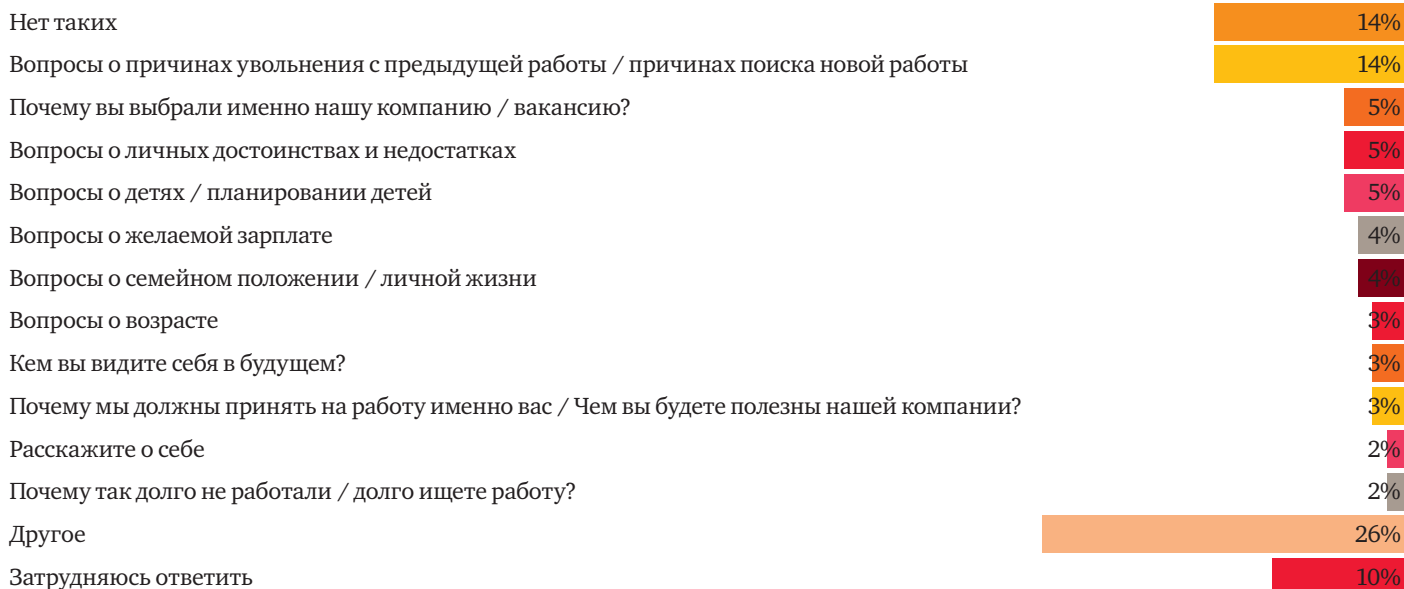 Нет таких 14%
Вопросы о причинах увольнения с предыдущей работы / причинах поиска новой работы 14%
Почему вы выбрали именно нашу компанию / вакансию? 5%
Вопросы о личных достоинствах и недостатках 5%
Вопросы о детях / планировании детей 5%
Вопросы о желаемой зарплате 4%
Вопросы о семейном положении / личной жизни 4%
Вопросы о возрасте 3%
Кем вы видите себя в будущем? 3%
Почему мы должны принять на работу именно вас / Чем вы будете полезны нашей компании? 3%
Расскажите о себе 2%
Почему так долго не работали / долго ищете работу? 2%
Другое 26%
Затрудняюсь ответить 10%